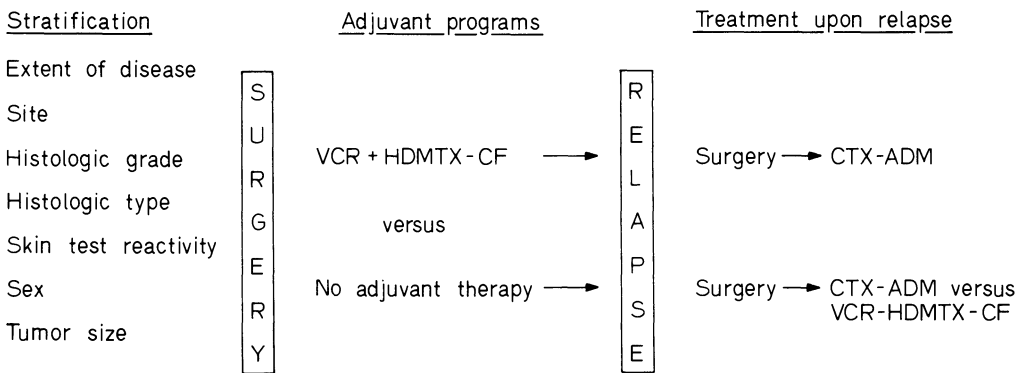 Stratification
Extent of disease
Site
Histologic grade
Histologic type
Skin test reactivity
Sex
Tumor size
SURGERY
Adjuvant programs
VCR + HDMTX-CF
versus
No adjuvant therapy
RELAPSE
Treatment upon relapse
Surgery → CTX-ADM
Surgery → CTX-ADM versus
VCR-HDMTX-CF